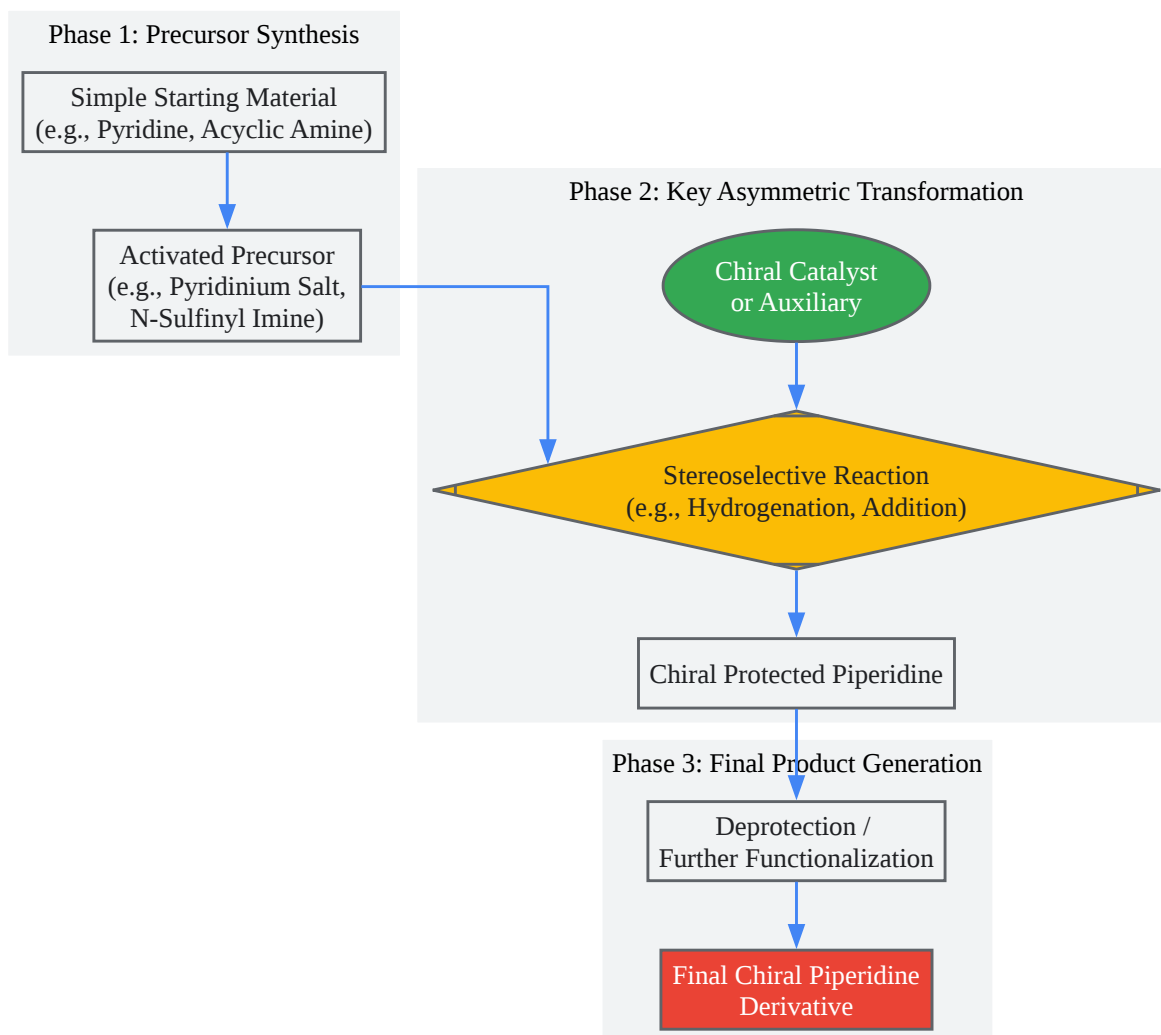 Phase 1: Precursor Synthesis
Simple Starting Material
(e.g., Pyridine, Acyclic Amine)
Activated Precursor
(e.g., Pyridinium Salt,
N-Sulfinyl Imine)
Phase 2: Key Asymmetric Transformation
Chiral Catalyst
or Auxiliary
Stereoselective Reaction
(e.g., Hydrogenation, Addition)
Chiral Protected Piperidine
Phase 3: Final Product Generation
Deprotection /
Further Functionalization
Final Chiral Piperidine
Derivative